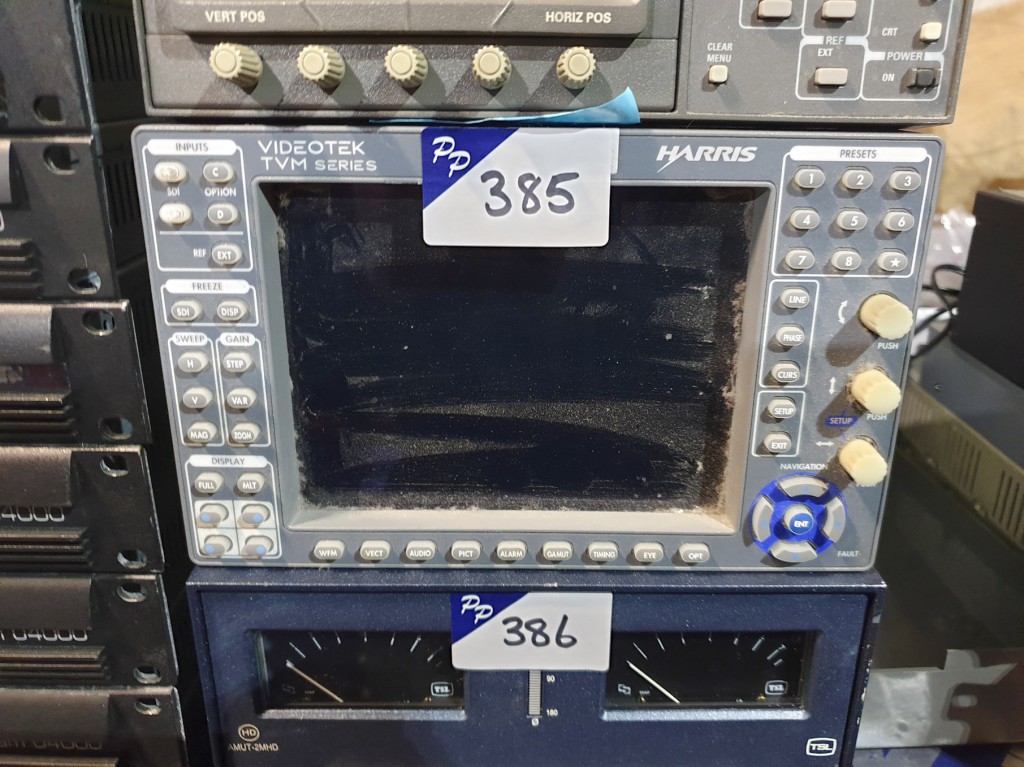 VERT POS
HORIZ POS
CLEAR
MENU
REF
EXT
CRT
POWER
ON
INPUTS
VIDEOTEK
TVM SERIES
PP
385
HARRIS
PRESETS
A
C
SDI
OPTION
D
REF
EXT
1
2
3
4
5
6
7
8
★
FREEZE
SDI
DISP
SWEEP
GAIN
H
STEP
V
VAR
MAG
ZOOM
DISPLAY
FULL
MLT
LINE
PHASE
CURS
SETUP
EXIT
PUSH
PUSH
SETUP
NAVIGATION
ENT
FAULT
WFM
VECT
AUDIO
PICT
ALARM
GAMUT
TIMING
EYE
OPT
PP
386
TSL
90
180
Ø
TSL
HD
AMUT-2MHD
TSL
4000
64000
64000